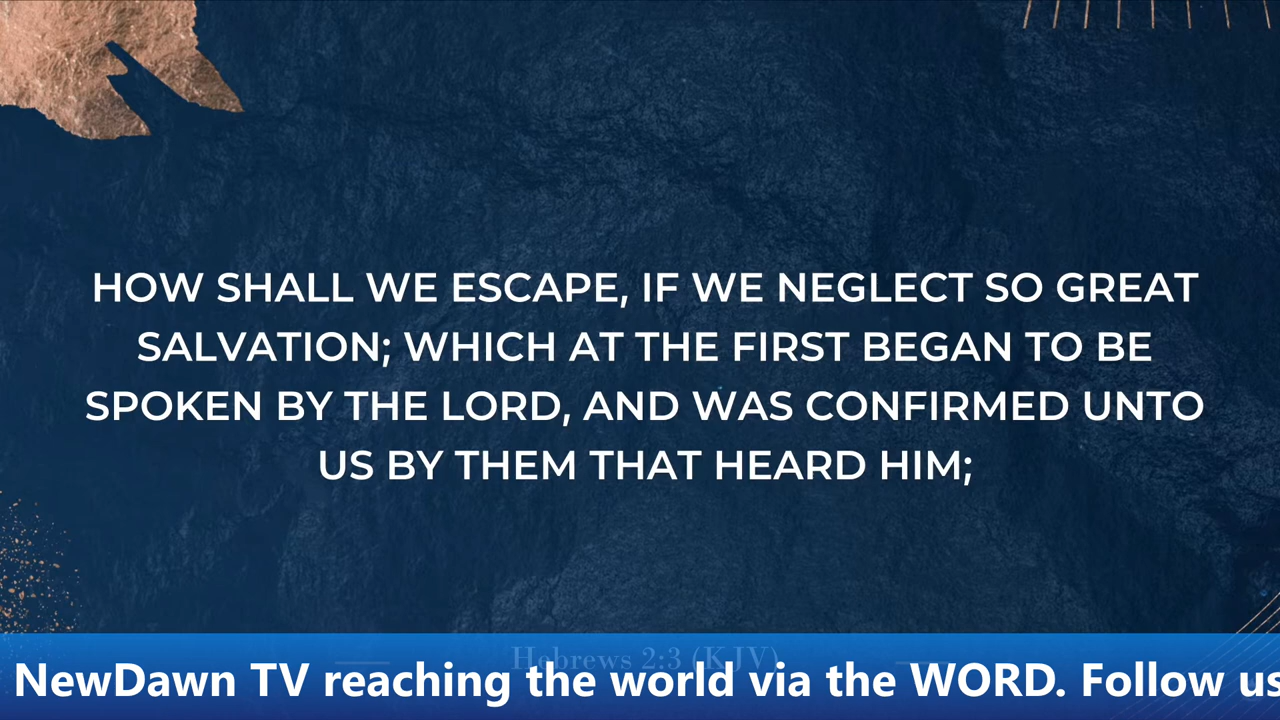 HOW SHALL WE ESCAPE, IF WE NEGLECT SO GREAT
SALVATION; WHICH AT THE FIRST BEGAN TO BE
SPOKEN BY THE LORD, AND WAS CONFIRMED UNTO
US BY THEM THAT HEARD HIM;
Hebrews 2:3 (KJV)
NewDawn TV reaching the world via the WORD. Follow us